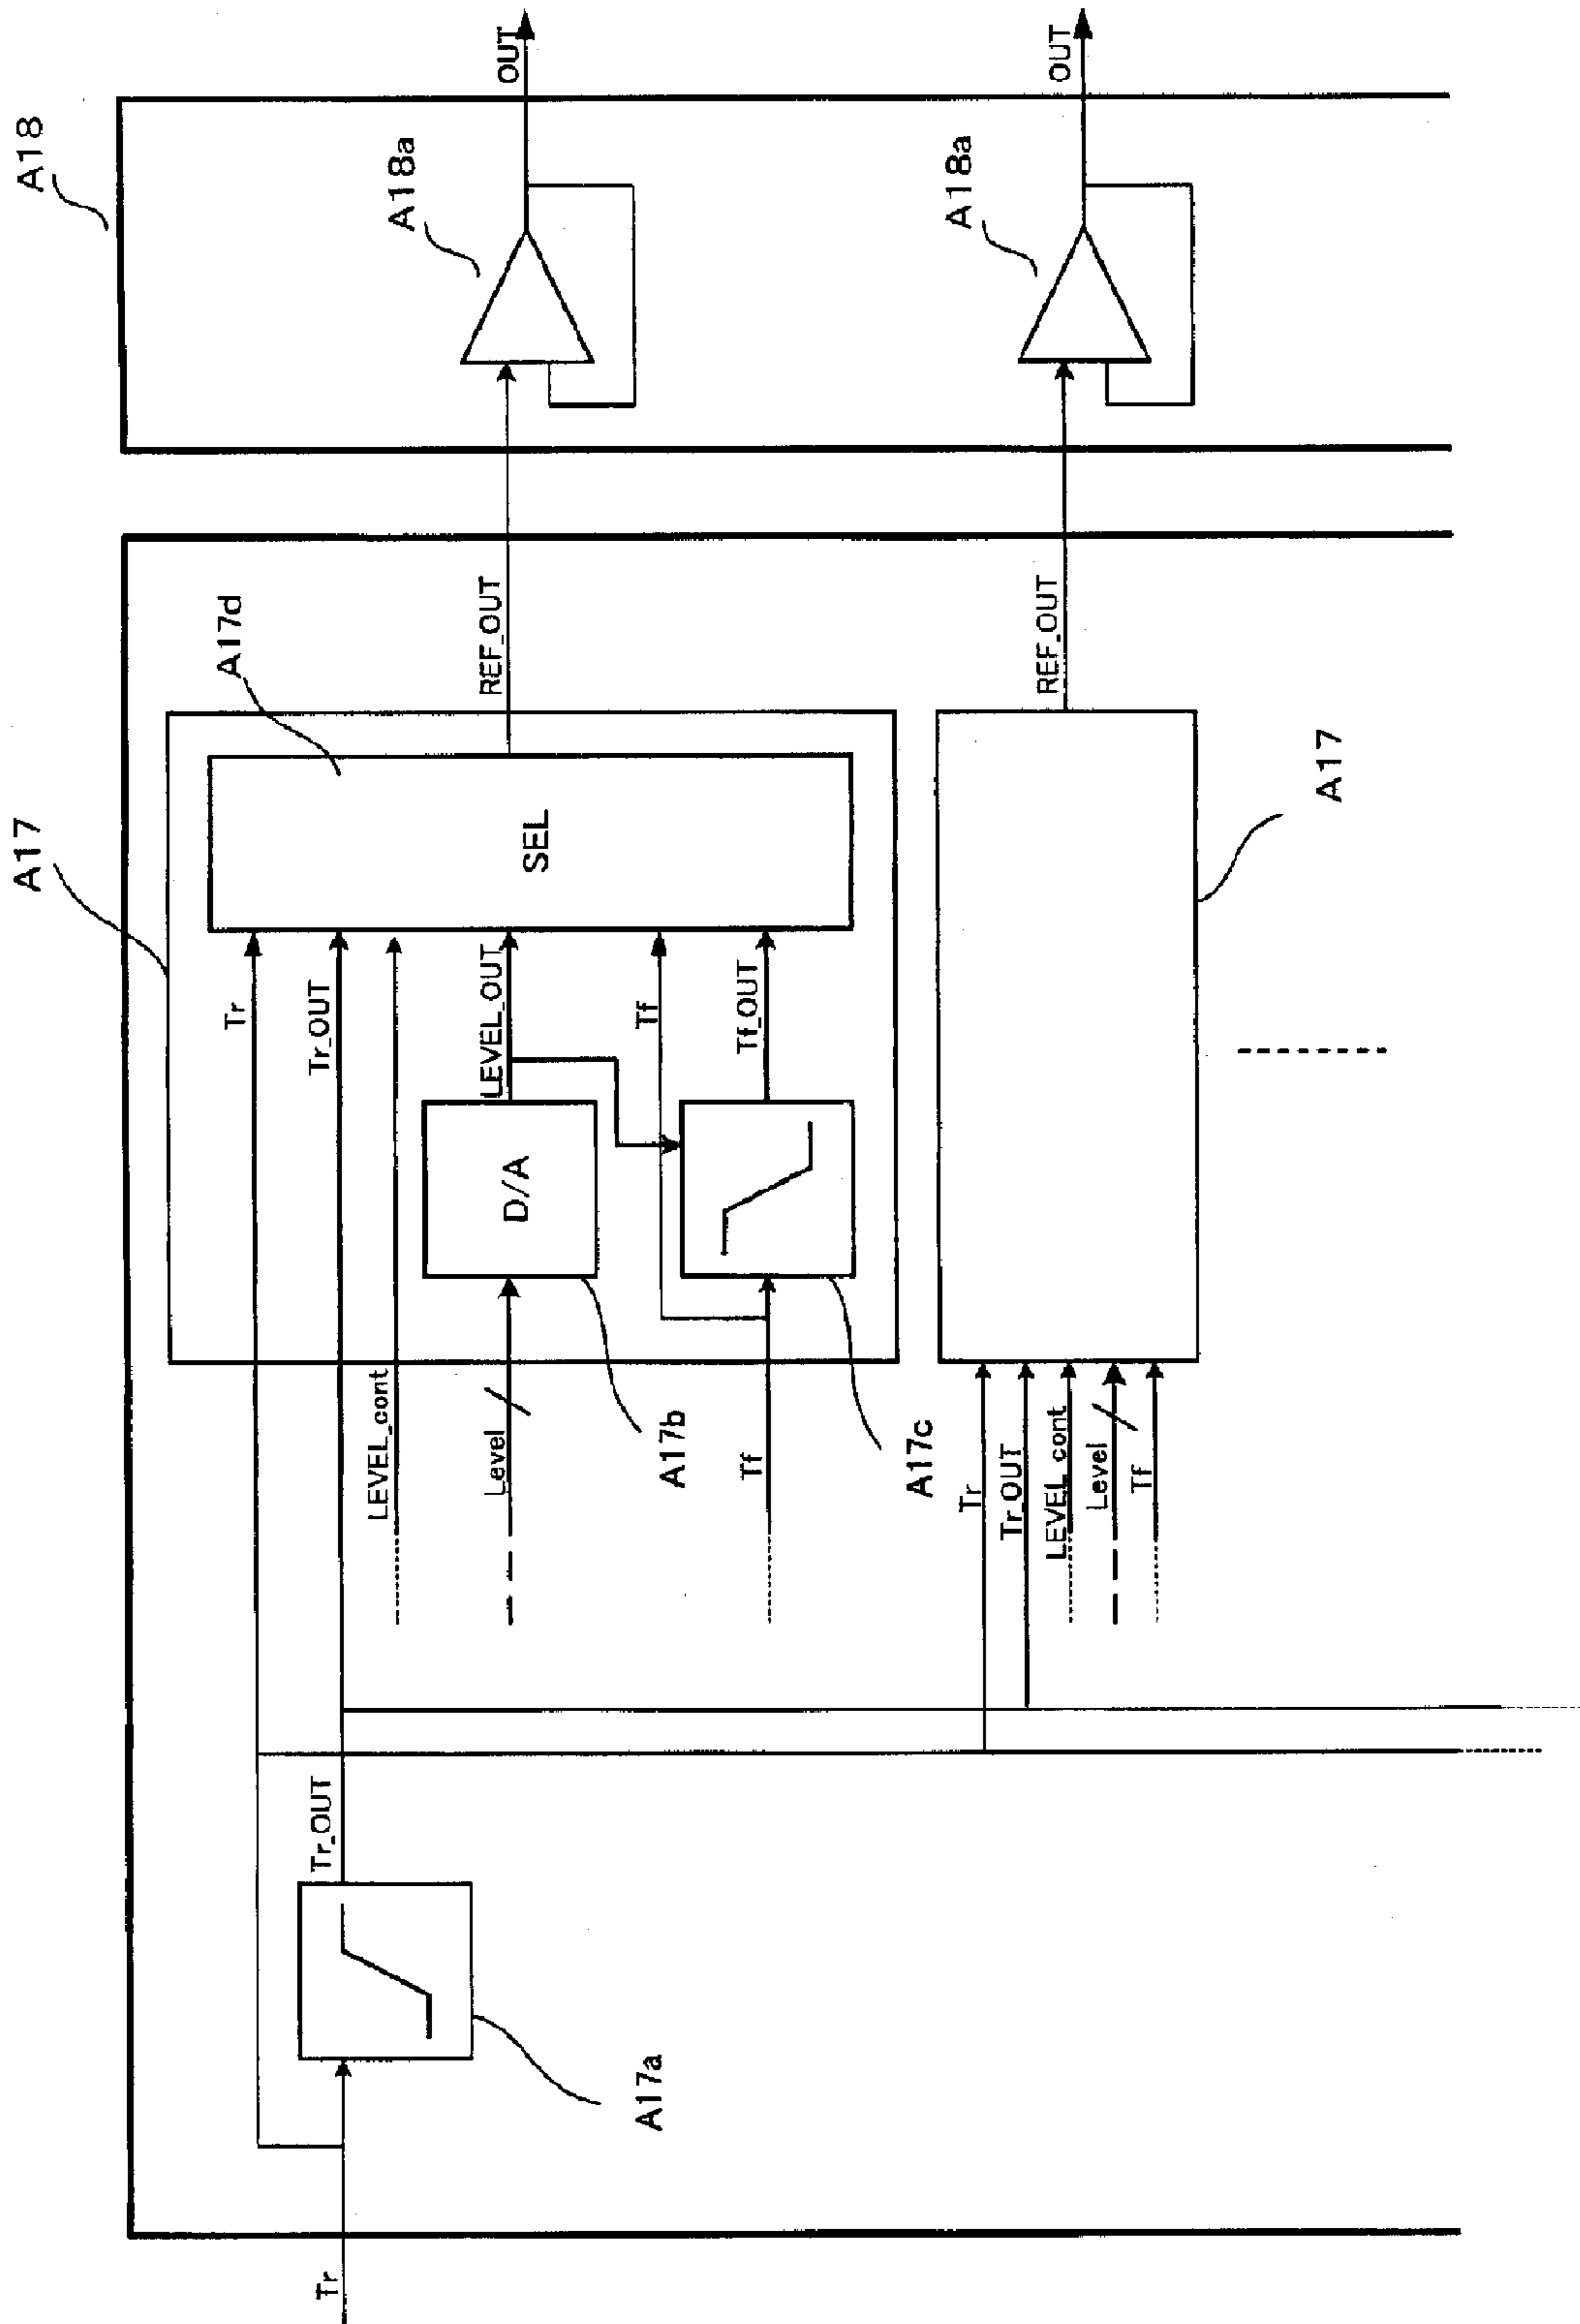 A18
OUT
A18a
OUT
A18a
REF_OUT
REF_OUT
A17d
A17
SEL
A17
Tr
Tr_OUT
LEVEL_OUT
Tf
Tf_OUT
D/A
LEVEL_cont
Level
A17b
Tf
A17c
Tr
Tr_OUT
LEVEL_cont
Level
Tf
Tr_OUT
A17a
Tr